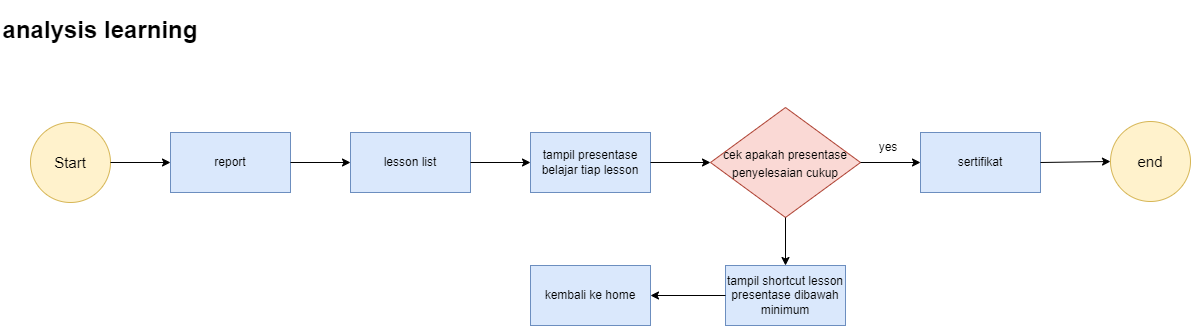 analysis learning
Start
report
lesson list
tampil presentase
belajar tiap lesson
cek apakah presentase
penyelesaian cukup
yes
sertifikat
end
kembali ke home
tampil shortcut lesson
presentase dibawah
minimum